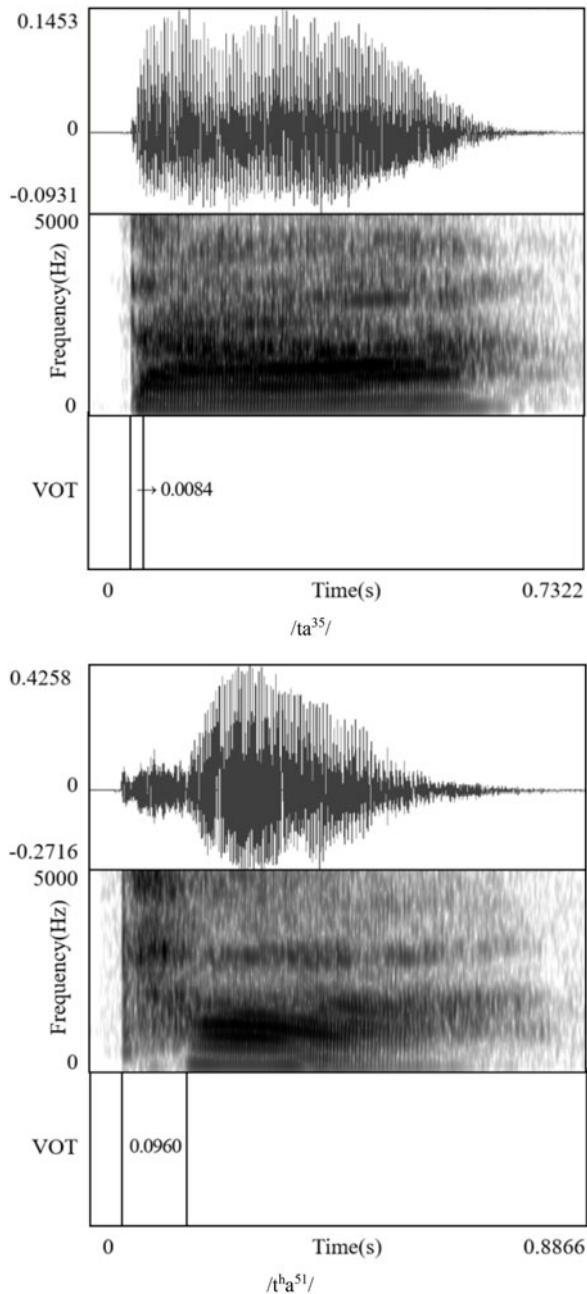 0.1453
0
-0.0931
5000
Frequency(Hz)
0
VOT
→ 0.0084
0 Time(s) 0.7322
/ta³⁵/
0.4258
0
-0.2716
5000
Frequency(Hz)
0
VOT
0.0960
0 Time(s) 0.8866
/tʰa⁵¹/